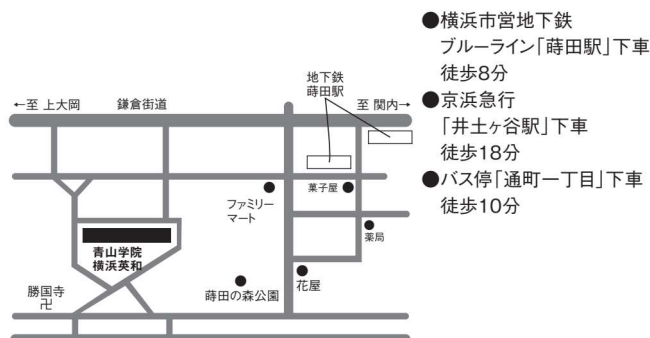 ●横浜市営地下鉄
ブルーライン「蒔田駅」下車
徒歩8分
●京浜急行
「井土ヶ谷駅」下車
徒歩18分
●バス停「通町一丁目」下車
徒歩10分
地下鉄
蒔田駅
←至 上大岡
鎌倉街道
至 関内→
ファミリー
マート
菓子屋
薬局
青山学院
横浜英和
勝国寺
卍
蒔田の森公園
花屋